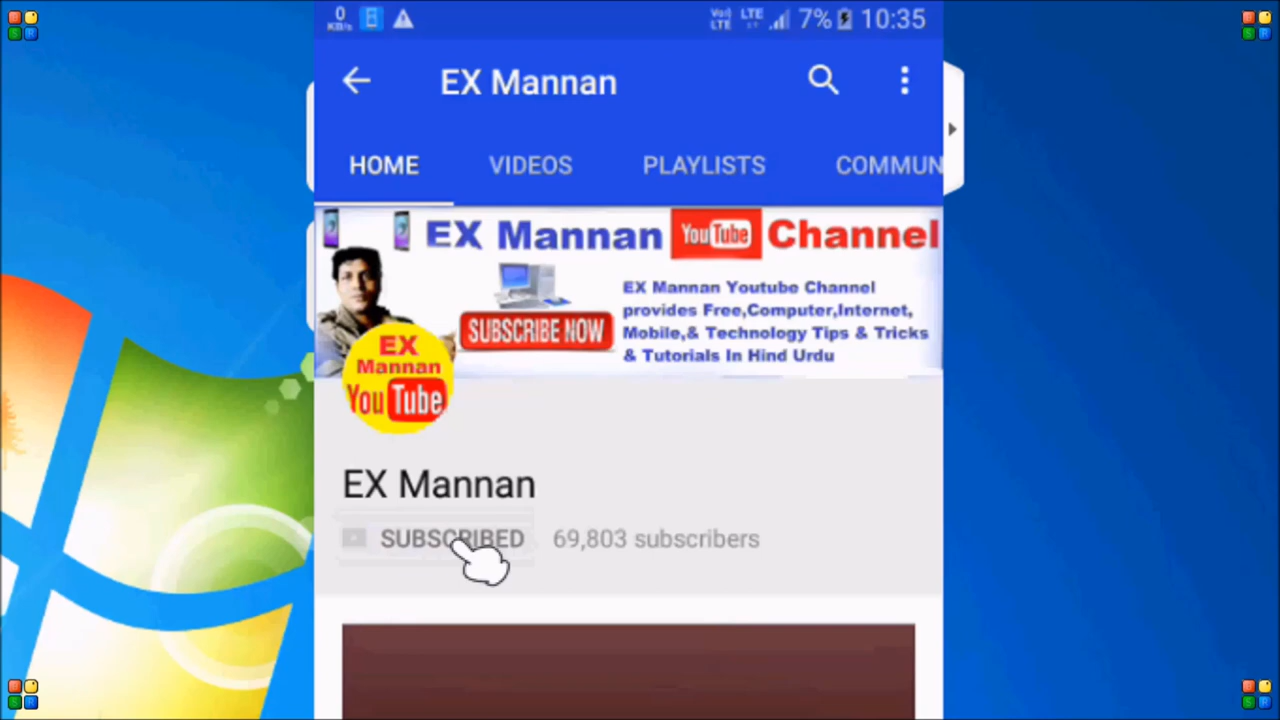 0
KB/s
Vo))
LTE
LTE
7%
10:35
EX Mannan
HOME
VIDEOS
PLAYLISTS
COMMUN
EX Mannan YouTube Channel
EX Mannan Youtube Channel
provides Free,Computer,Internet,
Mobile,& Technology Tips & Tricks
& Tutorials In Hind Urdu
SUBSCRIBE NOW
EX
Mannan
YouTube
EX Mannan
SUBSCRIBED
69,803 subscribers